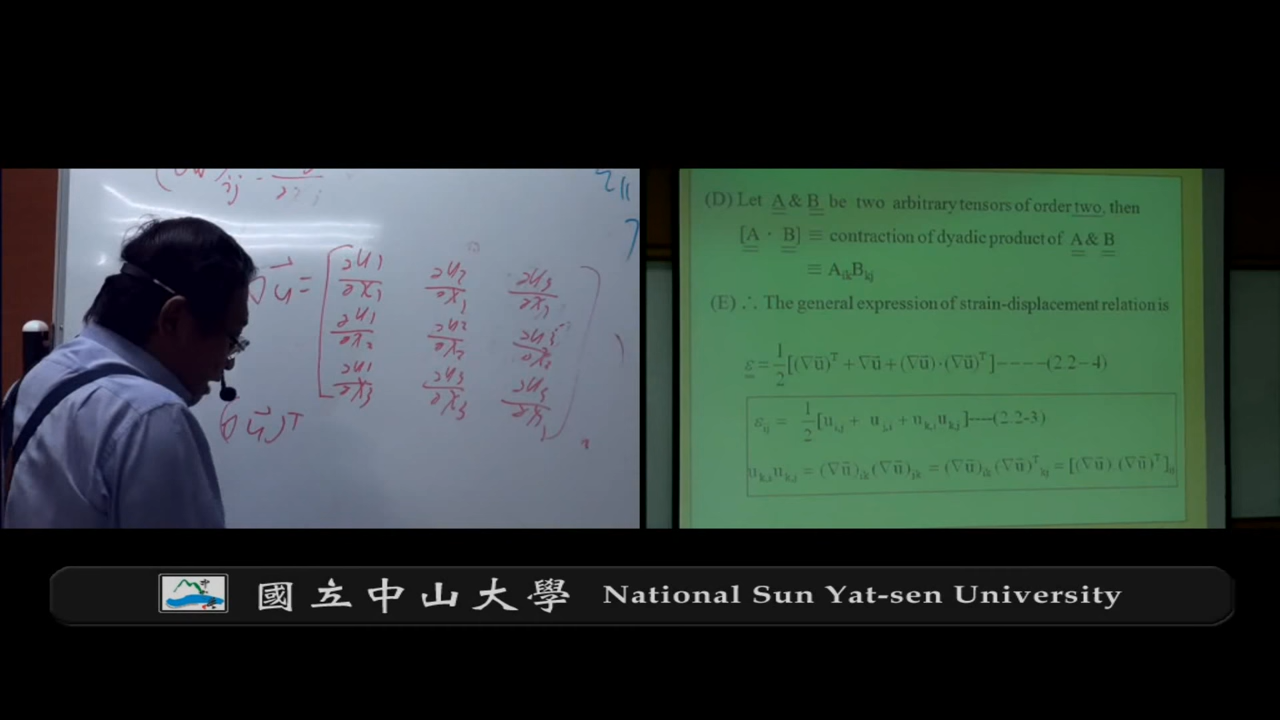 ∇u⃗ = [ ∂u₁/∂x₁ ∂u₂/∂x₁ ∂u₃/∂x₁
∂u₁/∂x₂ ∂u₂/∂x₂ ∂u₃/∂x₂
∂u₁/∂x₃ ∂u₃/∂x₃ ∂u₃/∂x₃ ]
(∇u⃗)ᵀ
(D) Let A & B be two arbitrary tensors of order two, then
[A · B] ≡ contraction of dyadic product of A & B
≡ AᵢₖBₖⱼ
(E) ∴ The general expression of strain-displacement relation is
ε = 1/2 [(∇u⃗)ᵀ + ∇u⃗ + (∇u⃗)·(∇u⃗)ᵀ]-----(2.2-4)
εᵢⱼ = 1/2 [uᵢ,ⱼ + uⱼ,ᵢ + uₖ,ᵢuₖ,ⱼ]----(2.2-3)
uₖ,ᵢuₖ,ⱼ = (∇u⃗)ᵢₖ(∇u⃗)ⱼₖ = (∇u⃗)ᵢₖ(∇u⃗)ᵀₖⱼ = [(∇u⃗)·(∇u⃗)ᵀ]ᵢⱼ
國立中山大學 National Sun Yat-sen University